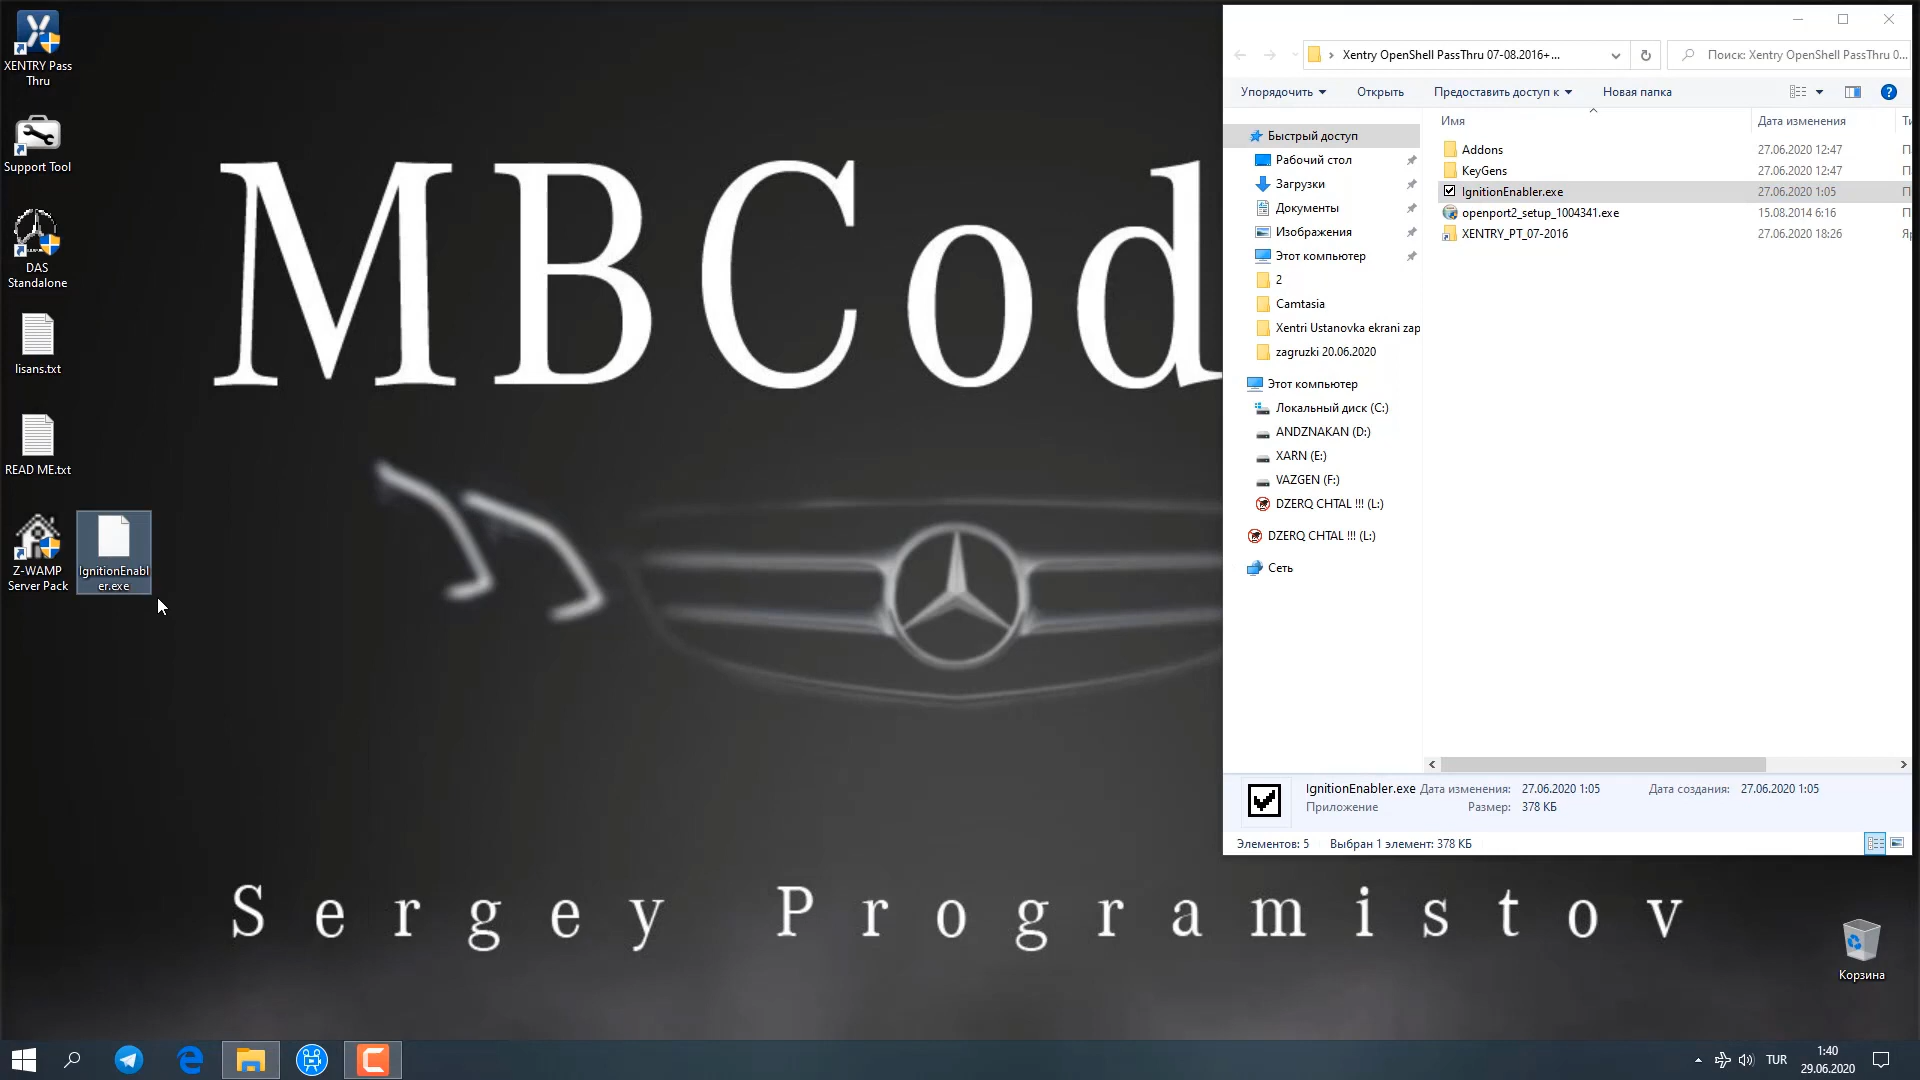 XENTRY Pass
Thru
Support Tool
DAS
Standalone
lisans.txt
READ ME.txt
Z-WAMP
Server Pack
IgnitionEnabl
er.exe
MBCod
Sergey Programistov
Xentry OpenShell PassThru 07-08.2016+...
Поиск: Xentry OpenShell PassThru 0...
Упорядочить
Открыть
Предоставить доступ к
Новая папка
Быстрый доступ
Рабочий стол
Загрузки
Документы
Изображения
Этот компьютер
2
Camtasia
Xentri Ustanovka ekrani zap
zagruzki 20.06.2020
Этот компьютер
Локальный диск (C:)
ANDZNAKAN (D:)
XARN (E:)
VAZGEN (F:)
DZERQ CHTAL !!! (L:)
DZERQ CHTAL !!! (L:)
Сеть
Имя Дата изменения Ти
Addons 27.06.2020 12:47 П
KeyGens 27.06.2020 12:47 П
IgnitionEnabler.exe 27.06.2020 1:05 П
openport2_setup_1004341.exe 15.08.2014 6:16 П
XENTRY_PT_07-2016 27.06.2020 18:26 Яр
IgnitionEnabler.exe Дата изменения: 27.06.2020 1:05 Дата создания: 27.06.2020 1:05
Приложение Размер: 378 КБ
Элементов: 5 Выбран 1 элемент: 378 КБ
Корзина
TUR
1:40
29.06.2020